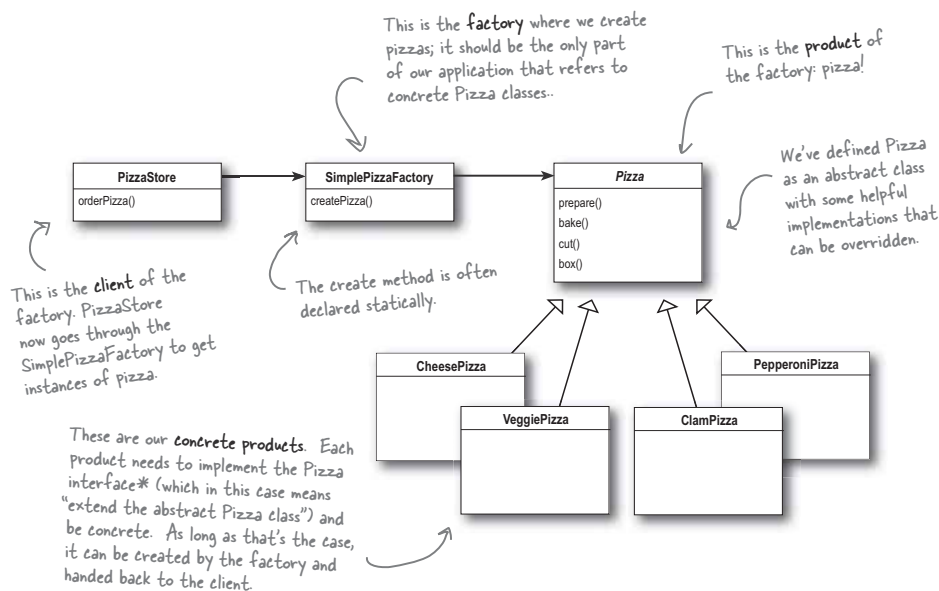 This is the factory where we create
pizzas; it should be the only part
of our application that refers to
concrete Pizza classes..
This is the product of
the factory: pizza!
We've defined Pizza
as an abstract class
with some helpful
implementations that
can be overridden.
PizzaStore
orderPizza()
SimplePizzaFactory
createPizza()
Pizza
prepare()
bake()
cut()
box()
This is the client of the
factory. PizzaStore
now goes through the
SimplePizzaFactory to get
instances of pizza.
The create method is often
declared statically.
CheesePizza
VeggiePizza
ClamPizza
PepperoniPizza
These are our concrete products. Each
product needs to implement the Pizza
interface* (which in this case means
"extend the abstract Pizza class") and
be concrete. As long as that's the case,
it can be created by the factory and
handed back to the client.